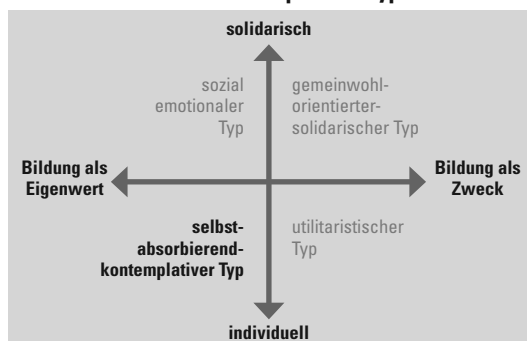 solidarisch
sozial
emotionaler
Typ
gemeinwohl-
orientierter-
solidarischer Typ
Bildung als
Eigenwert
Bildung als
Zweck
selbst-
absorbierend-
kontemplativer Typ
utilitaristischer
Typ
individuell